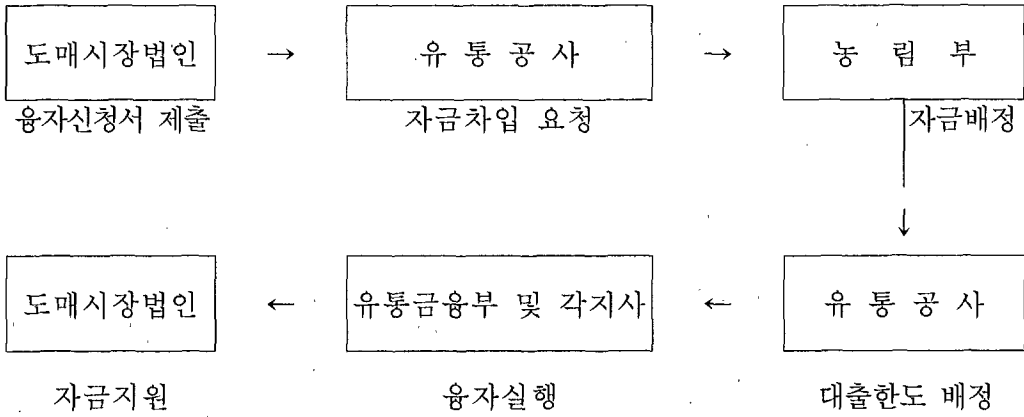 도매시장법인 → 유 통 공 사 → 농 림 부
융자신청서 제출 자금차입 요청 자금배정
↓
도매시장법인 ← 유통금융부 및 각지사 ← 유 통 공 사
자금지원 융자실행 대출한도 배정